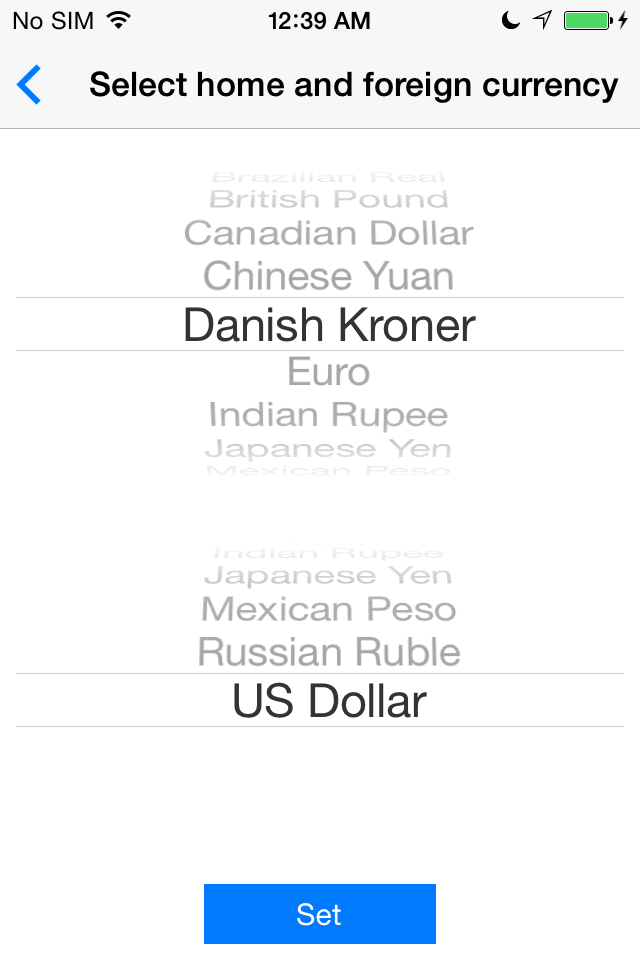 No SIM 12:39 AM
Select home and foreign currency
Brazilian Real
British Pound
Canadian Dollar
Chinese Yuan
Danish Kroner
Euro
Indian Rupee
Japanese Yen
Mexican Peso
Indian Rupee
Japanese Yen
Mexican Peso
Russian Ruble
US Dollar
Set